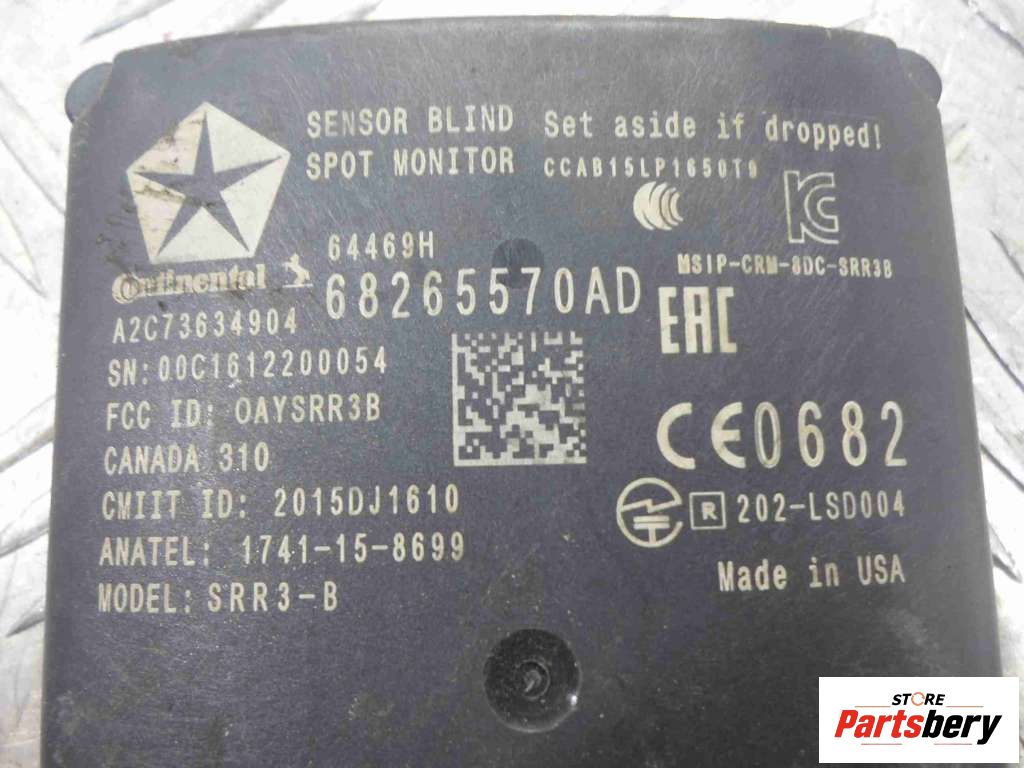 SENSOR BLIND
SPOT MONITOR
Set aside if dropped!
CCAB15LP1650T9
64469H
Continental
68265570AD
MSIP-CRM-8DC-SRR3B
EAC
A2C73634904
SN: 00C1612200054
FCC ID: OAYSRR3B
CANADA 310
CMIIT ID: 2015DJ1610
ANATEL: 1741-15-8699
MODEL: SRR3-B
CE0682
R 202-LSD004
Made in USA
STORE
Partsbery